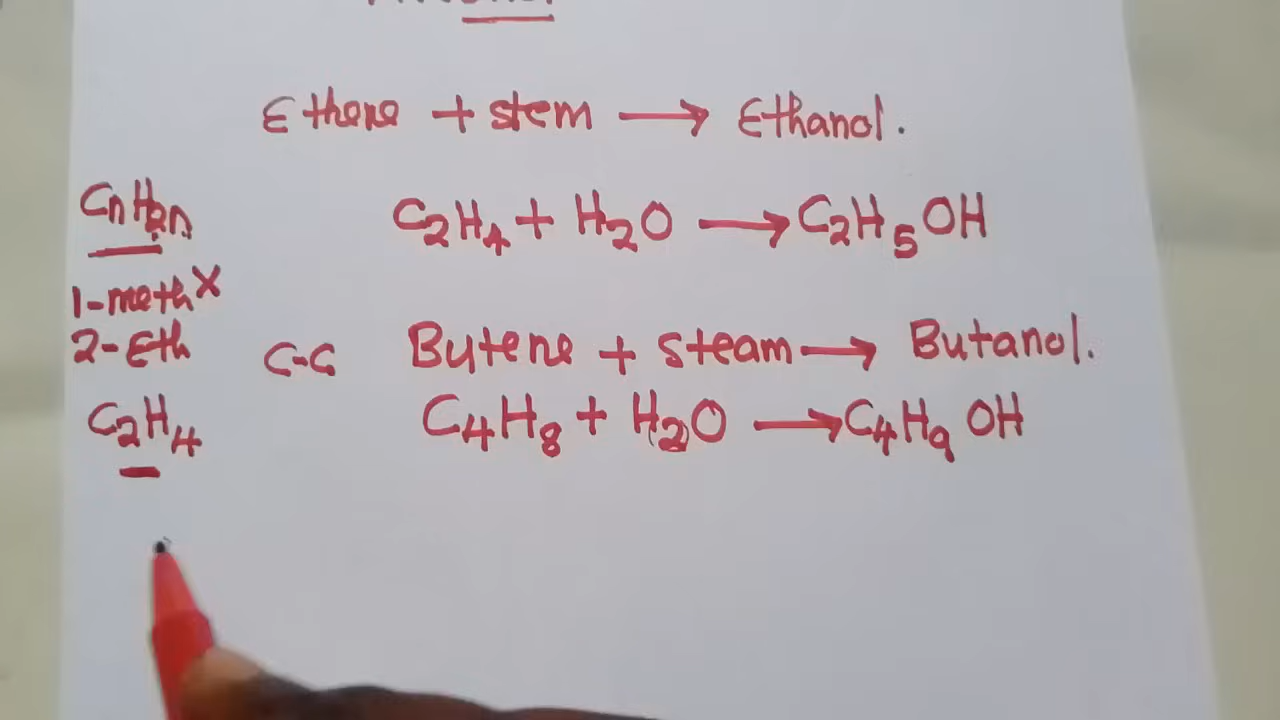 Ethene + stem → Ethanol.
CnH2n
C2H4 + H2O → C2H5OH
1-meth X
2-Eth
C-C
Butene + steam → Butanol.
C2H4
C4H8 + H2O → C4H9OH